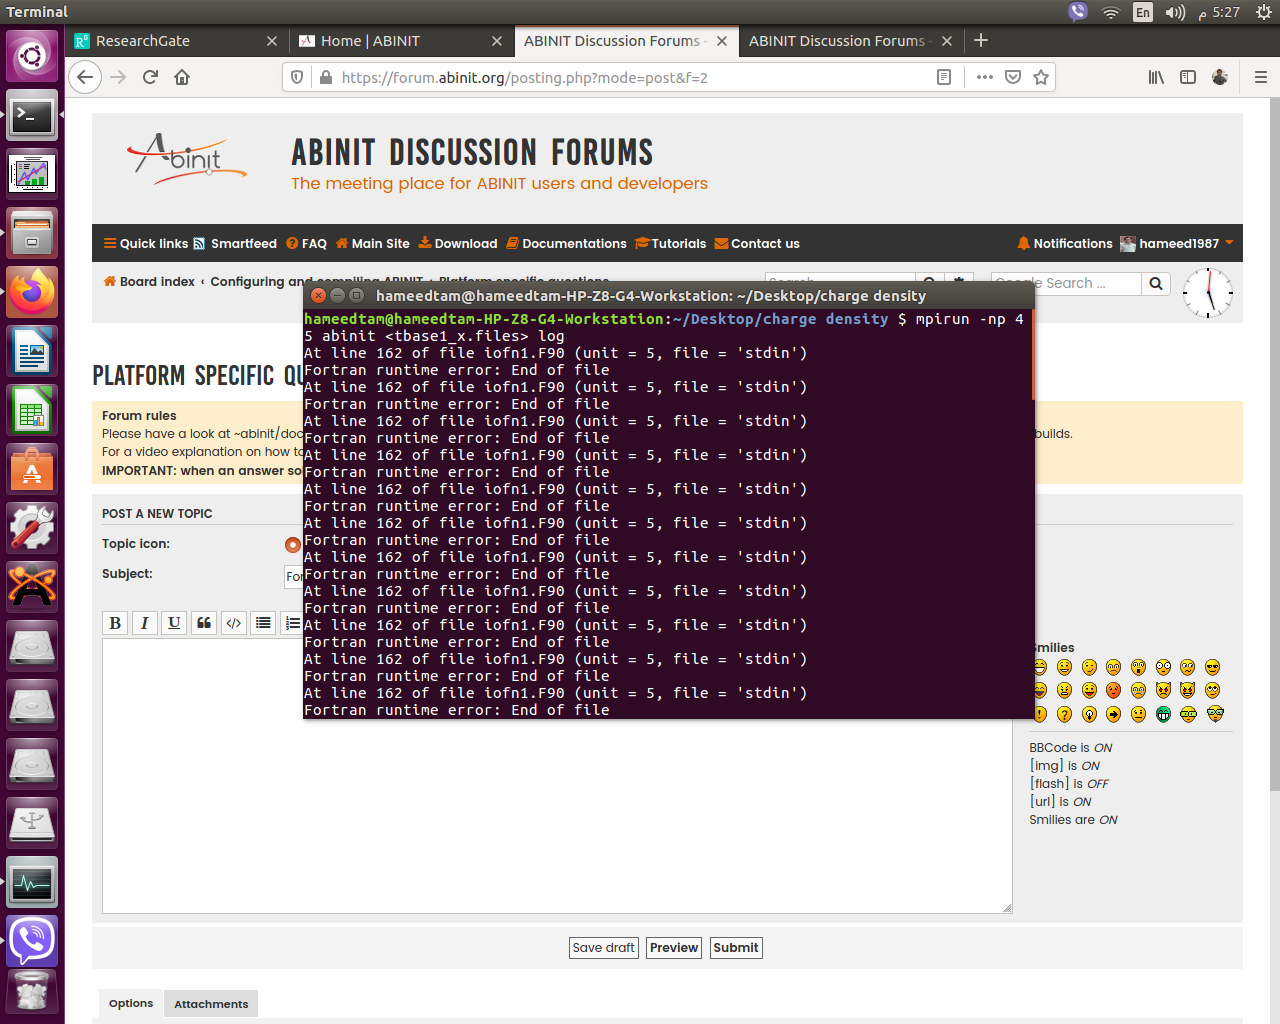 Terminal
En
5:27 م
ResearchGate
Home | ABINIT
ABINIT Discussion Forums -
ABINIT Discussion Forums -
https://forum.abinit.org/posting.php?mode=post&f=2
Abinit
ABINIT DISCUSSION FORUMS
The meeting place for ABINIT users and developers
Quick links Smartfeed FAQ Main Site Download Documentations Tutorials Contact us
Notifications hameed1987
Board index ‹ Configuring and compiling ABINIT ‹ Platform specific questions
Search
Google Search
hameedtam@hameedtam-HP-Z8-G4-Workstation: ~/Desktop/charge density
hameedtam@hameedtam-HP-Z8-G4-Workstation:~/Desktop/charge density $ mpirun -np 4
5 abinit <tbase1_x.files> log
At line 162 of file iofn1.F90 (unit = 5, file = 'stdin')
Fortran runtime error: End of file
At line 162 of file iofn1.F90 (unit = 5, file = 'stdin')
Fortran runtime error: End of file
At line 162 of file iofn1.F90 (unit = 5, file = 'stdin')
Fortran runtime error: End of file
At line 162 of file iofn1.F90 (unit = 5, file = 'stdin')
Fortran runtime error: End of file
At line 162 of file iofn1.F90 (unit = 5, file = 'stdin')
Fortran runtime error: End of file
At line 162 of file iofn1.F90 (unit = 5, file = 'stdin')
Fortran runtime error: End of file
At line 162 of file iofn1.F90 (unit = 5, file = 'stdin')
Fortran runtime error: End of file
At line 162 of file iofn1.F90 (unit = 5, file = 'stdin')
Fortran runtime error: End of file
At line 162 of file iofn1.F90 (unit = 5, file = 'stdin')
Fortran runtime error: End of file
At line 162 of file iofn1.F90 (unit = 5, file = 'stdin')
Fortran runtime error: End of file
At line 162 of file iofn1.F90 (unit = 5, file = 'stdin')
Fortran runtime error: End of file
PLATFORM SPECIFIC QU
Forum rules
Please have a look at ~abinit/doc
builds.
For a video explanation on how to
IMPORTANT: when an answer so
POST A NEW TOPIC
Topic icon:
Subject:
For
B I U
Smilies
BBCode is ON
[img] is ON
[flash] is OFF
[url] is ON
Smilies are ON
Save draft Preview Submit
Options Attachments